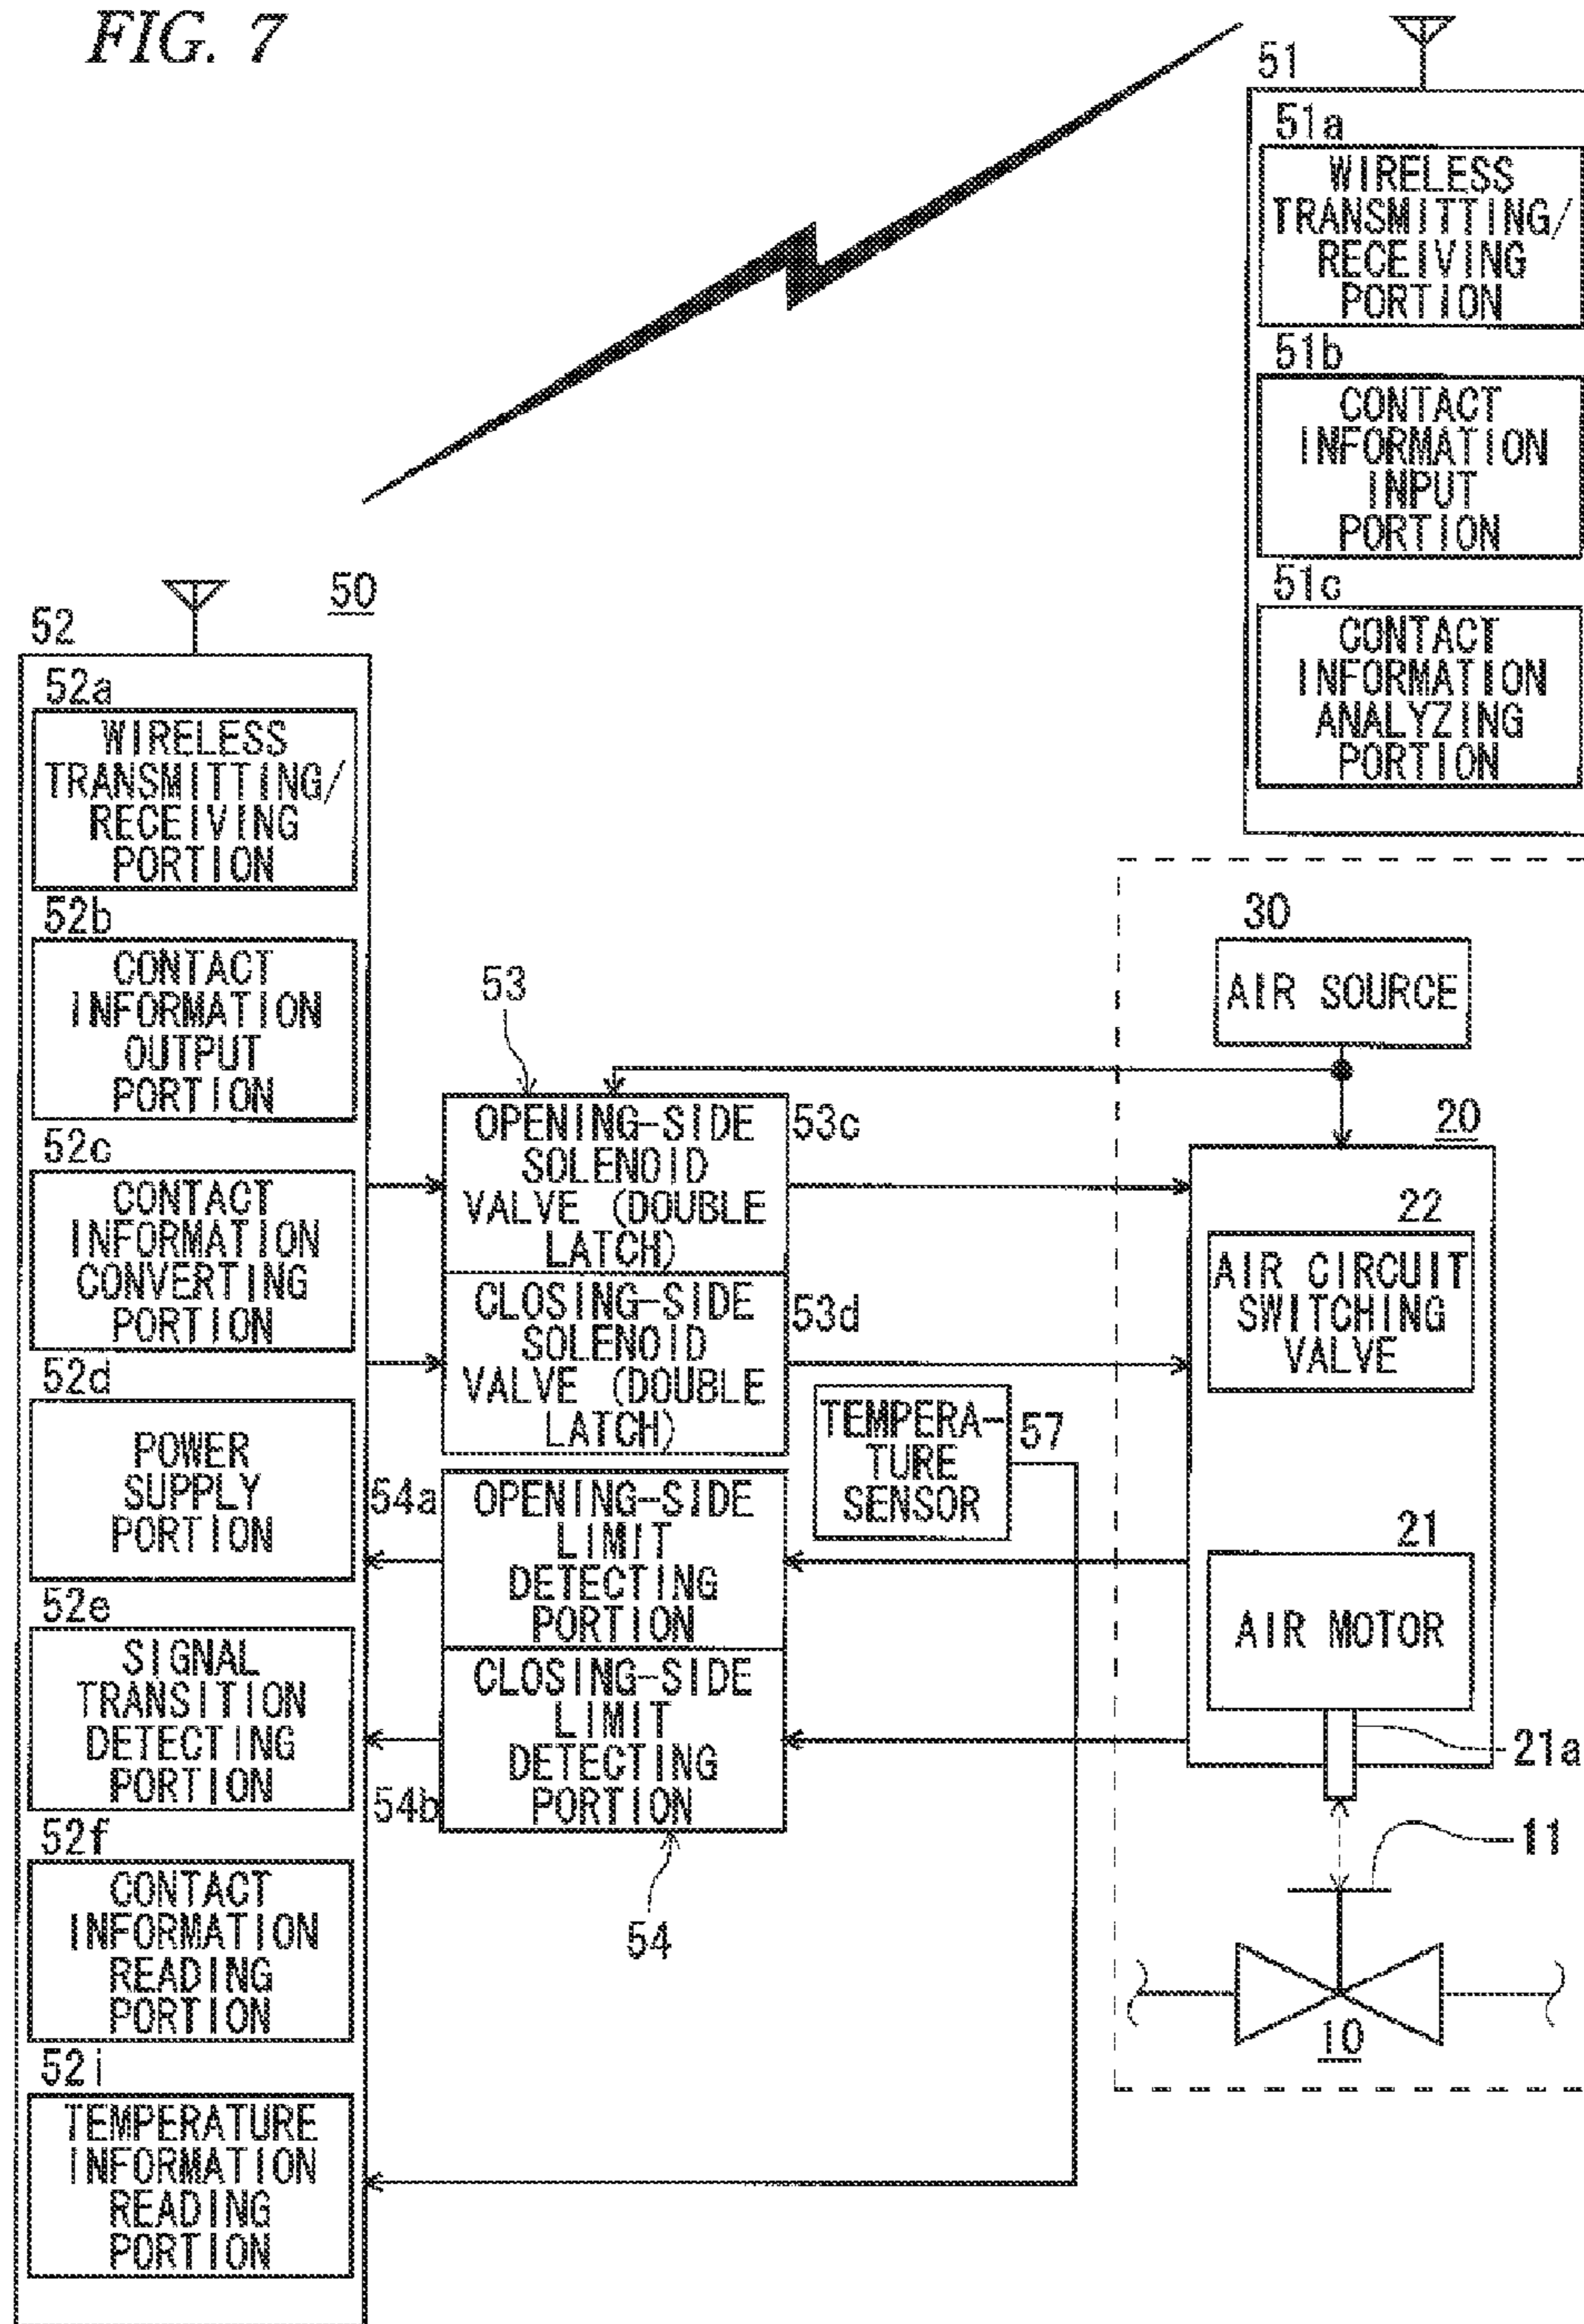 FIG. 7
51
51a
WIRELESS
TRANSMITTING/
RECEIVING
PORTION
51b
CONTACT
INFORMATION
INPUT
PORTION
51c
CONTACT
INFORMATION
ANALYZING
PORTION
50
52
52a
WIRELESS
TRANSMITTING/
RECEIVING
PORTION
52b
CONTACT
INFORMATION
OUTPUT
PORTION
52c
CONTACT
INFORMATION
CONVERTING
PORTION
52d
POWER
SUPPLY
PORTION
52e
SIGNAL
TRANSITION
DETECTING
PORTION
52f
CONTACT
INFORMATION
READING
PORTION
52i
TEMPERATURE
INFORMATION
READING
PORTION
53
OPENING-SIDE
SOLENOID
VALVE (DOUBLE
LATCH)
53c
CLOSING-SIDE
SOLENOID
VALVE (DOUBLE
LATCH)
53d
TEMPERA-
TURE
SENSOR
57
54a
OPENING-SIDE
LIMIT
DETECTING
PORTION
CLOSING-SIDE
LIMIT
DETECTING
PORTION
54b
54
30
AIR SOURCE
20
22
AIR CIRCUIT
SWITCHING
VALVE
21
AIR MOTOR
21a
11
10